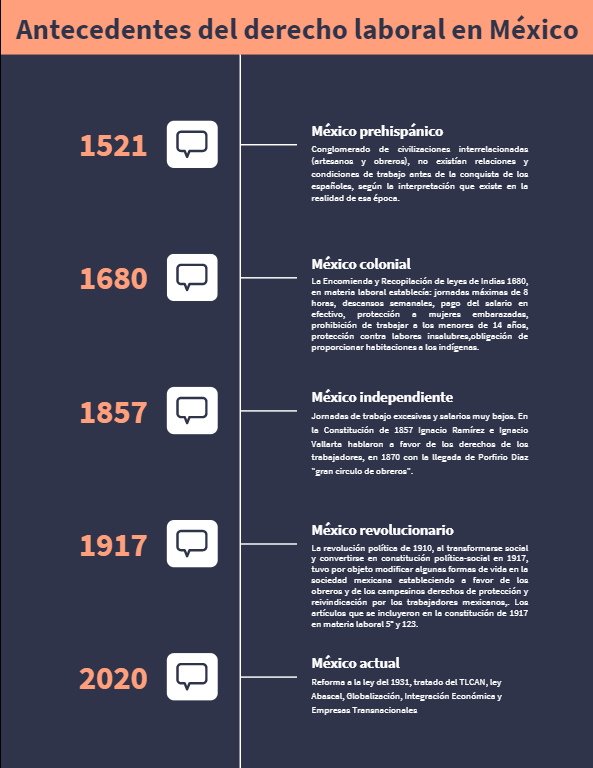 Antecedentes del derecho laboral en México
1521
México prehispánico
Conglomerado de civilizaciones interrelacionadas
(artesanos y obreros), no existían relaciones y
condiciones de trabajo antes de la conquista de los
españoles, según la interpretación que existe en la
realidad de esa época.
1680
México colonial
La Encomienda y Recopilación de leyes de Indias 1680,
en materia laboral establecía: jornadas máximas de 8
horas, descansos semanales, pago del salario en
efectivo, protección a mujeres embarazadas,
prohibición de trabajar a los menores de 14 años,
protección contra labores insalubres,obligación de
proporcionar habitaciones a los indígenas.
1857
México independiente
Jornadas de trabajo excesivas y salarios muy bajos. En
la Constitución de 1857 Ignacio Ramírez e Ignacio
Vallarta hablaron a favor de los derechos de los
trabajadores, en 1870 con la llegada de Porfirio Diaz
"gran circulo de obreros".
1917
México revolucionario
La revolución política de 1910, al transformarse social
y convertirse en constitución política-social en 1917,
tuvo por objeto modificar algunas formas de vida en la
sociedad mexicana estableciendo a favor de los
obreros y de los campesinos derechos de protección y
reivindicación por los trabajadores mexicanos,. Los
artículos que se incluyeron en la constitución de 1917
en materia laboral 5° y 123.
2020
México actual
Reforma a la ley del 1931, tratado del TLCAN, ley
Abascal, Globalización, Integración Económica y
Empresas Transnacionales